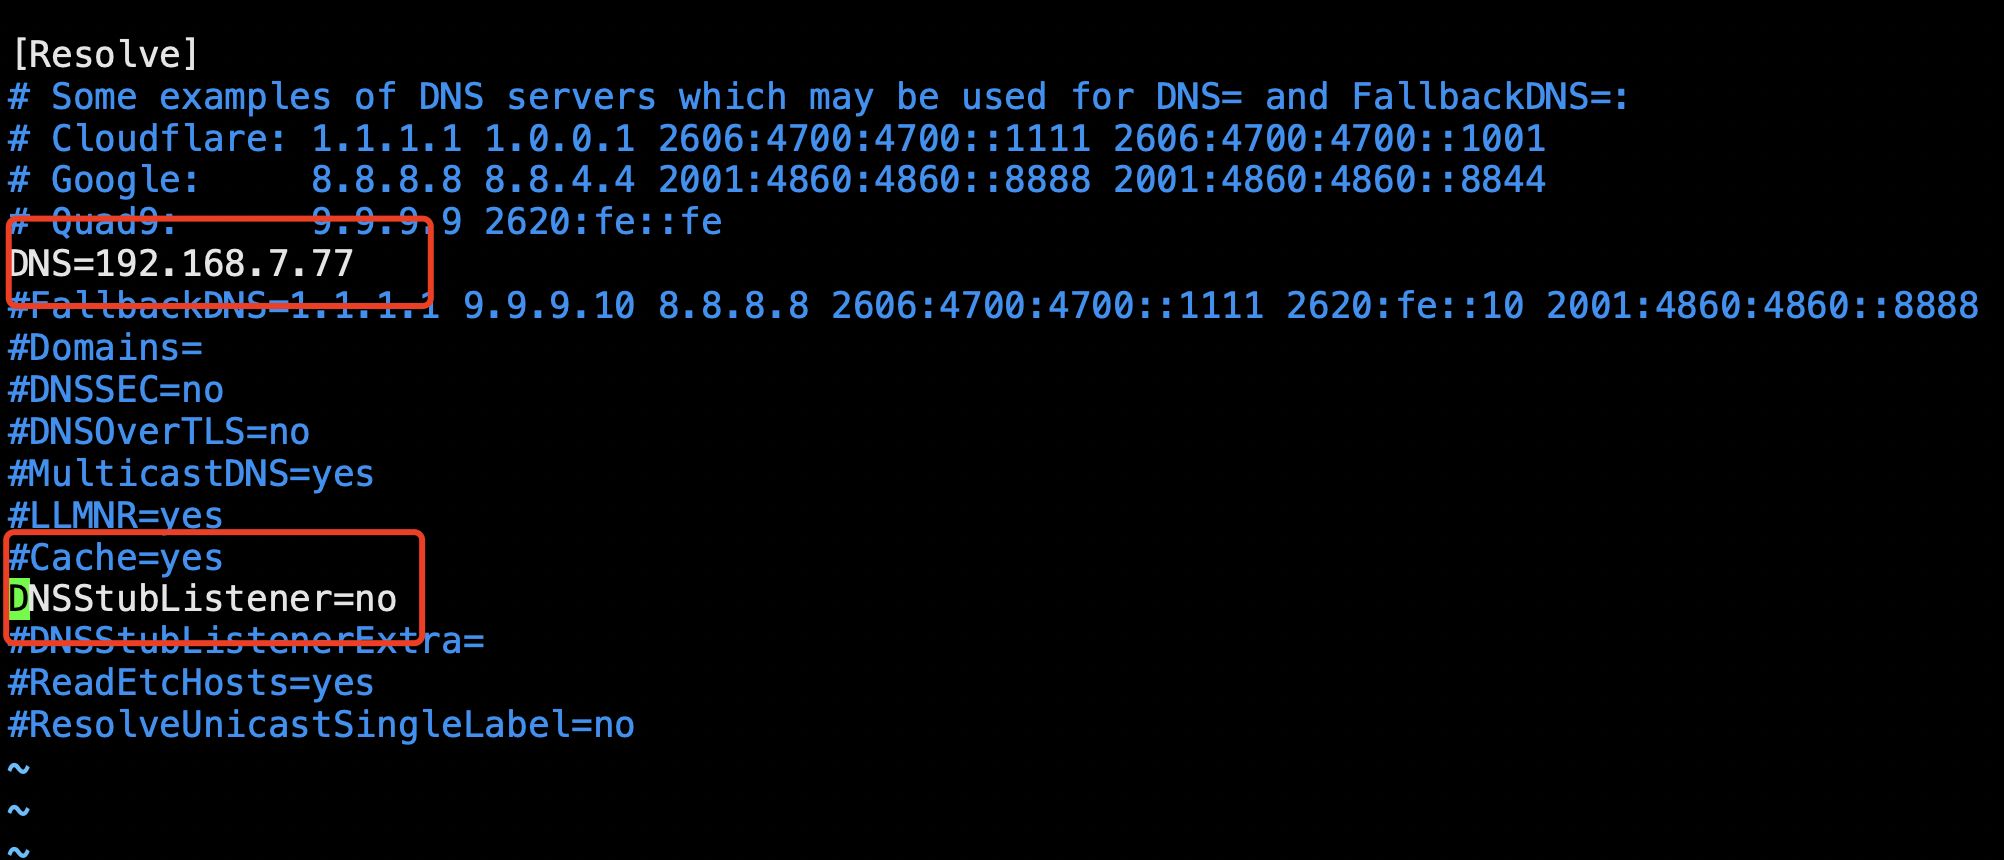 [Resolve]
# Some examples of DNS servers which may be used for DNS= and FallbackDNS=:
# Cloudflare: 1.1.1.1 1.0.0.1 2606:4700:4700::1111 2606:4700:4700::1001
# Google:     8.8.8.8 8.8.4.4 2001:4860:4860::8888 2001:4860:4860::8844
# Quad9:      9.9.9.9 2620:fe::fe
DNS=192.168.7.77
#FallbackDNS=1.1.1.1 9.9.9.10 8.8.8.8 2606:4700:4700::1111 2620:fe::10 2001:4860:4860::8888
#Domains=
#DNSSEC=no
#DNSOverTLS=no
#MulticastDNS=yes
#LLMNR=yes
#Cache=yes
DNSStubListener=no
#DNSStubListenerExtra=
#ReadEtcHosts=yes
#ResolveUnicastSingleLabel=no
~
~
~